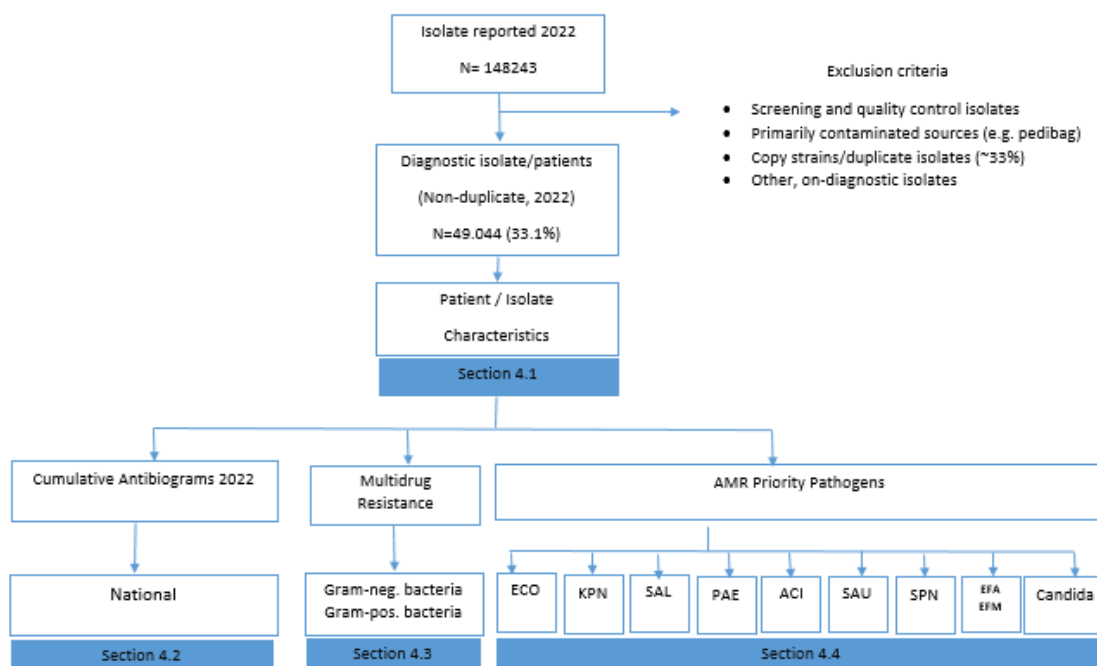 Isolate reported 2022
N= 148243
Exclusion criteria
• Screening and quality control isolates
• Primarily contaminated sources (e.g. pedibag)
• Copy strains/duplicate isolates (~33%)
• Other, on-diagnostic isolates
Diagnostic isolate/patients
(Non-duplicate, 2022)
N=49.044 (33.1%)
Patient / Isolate
Characteristics
Section 4.1
Cumulative Antibiograms 2022
Multidrug
Resistance
AMR Priority Pathogens
National
Gram-neg. bacteria
Gram-pos. bacteria
ECO
KPN
SAL
PAE
ACI
SAU
SPN
EFA
EFM
Candida
Section 4.2
Section 4.3
Section 4.4